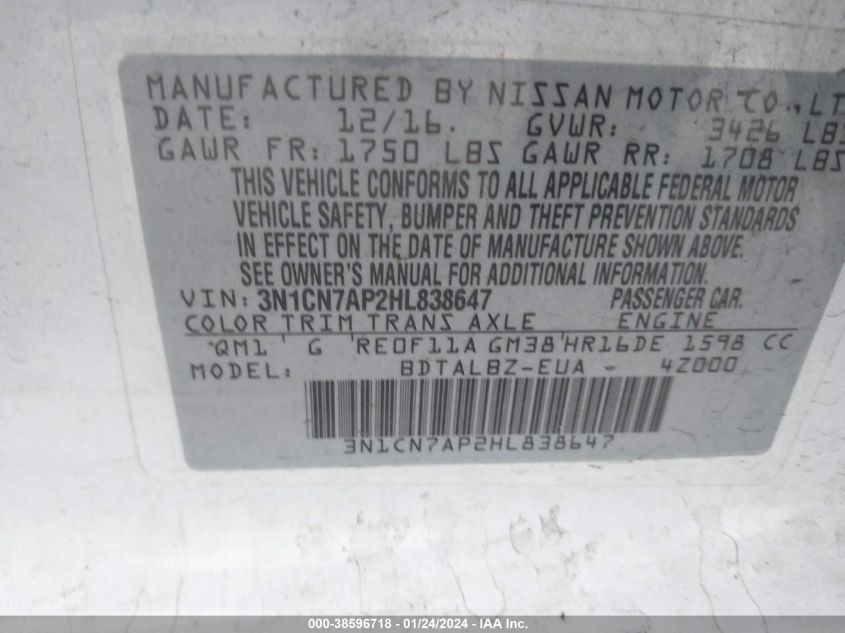 MANUFACTURED BY NISSAN MOTOR CO., LT
DATE: 12/16. GVWR: 3426 LBS
GAWR FR: 1750 LBS GAWR RR: 1708 LBS
THIS VEHICLE CONFORMS TO ALL APPLICABLE FEDERAL MOTOR
VEHICLE SAFETY, BUMPER AND THEFT PREVENTION STANDARDS
IN EFFECT ON THE DATE OF MANUFACTURE SHOWN ABOVE.
SEE OWNER'S MANUAL FOR ADDITIONAL INFORMATION.
VIN: 3N1CN7AP2HL838647 PASSENGER CAR.
COLOR TRIM TRANS AXLE ENGINE
QM1 G RE0F11A GM38 HR16DE 1598 CC
MODEL: BDTALBZ-EUA - 4Z000
3N1CN7AP2HL838647
000-38596718 - 01/24/2024 - IAA Inc.